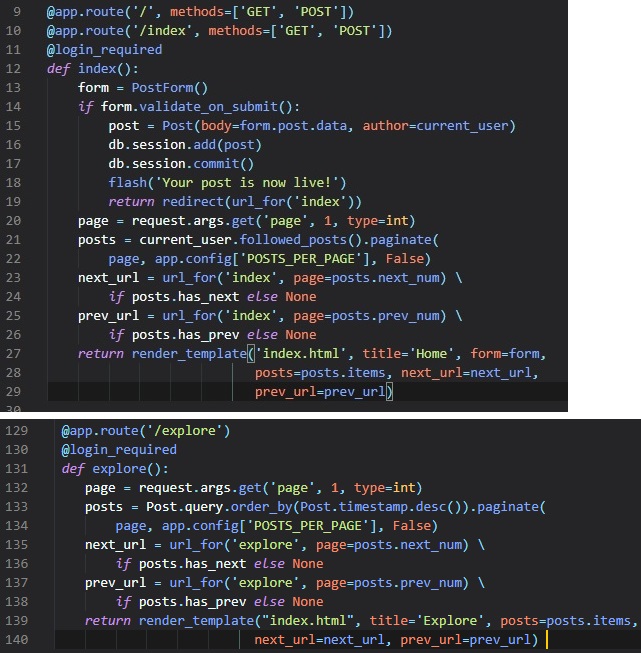 9 @app.route('/', methods=['GET', 'POST'])
10 @app.route('/index', methods=['GET', 'POST'])
11 @login_required
12 def index():
13     form = PostForm()
14     if form.validate_on_submit():
15         post = Post(body=form.post.data, author=current_user)
16         db.session.add(post)
17         db.session.commit()
18         flash('Your post is now live!')
19         return redirect(url_for('index'))
20     page = request.args.get('page', 1, type=int)
21     posts = current_user.followed_posts().paginate(
22         page, app.config['POSTS_PER_PAGE'], False)
23     next_url = url_for('index', page=posts.next_num) \
24         if posts.has_next else None
25     prev_url = url_for('index', page=posts.prev_num) \
26         if posts.has_prev else None
27     return render_template('index.html', title='Home', form=form,
28                            posts=posts.items, next_url=next_url,
29                            prev_url=prev_url)
30
129 @app.route('/explore')
130 @login_required
131 def explore():
132     page = request.args.get('page', 1, type=int)
133     posts = Post.query.order_by(Post.timestamp.desc()).paginate(
134         page, app.config['POSTS_PER_PAGE'], False)
135     next_url = url_for('explore', page=posts.next_num) \
136         if posts.has_next else None
137     prev_url = url_for('explore', page=posts.prev_num) \
138         if posts.has_prev else None
139     return render_template("index.html", title='Explore', posts=posts.items,
140                            next_url=next_url, prev_url=prev_url)